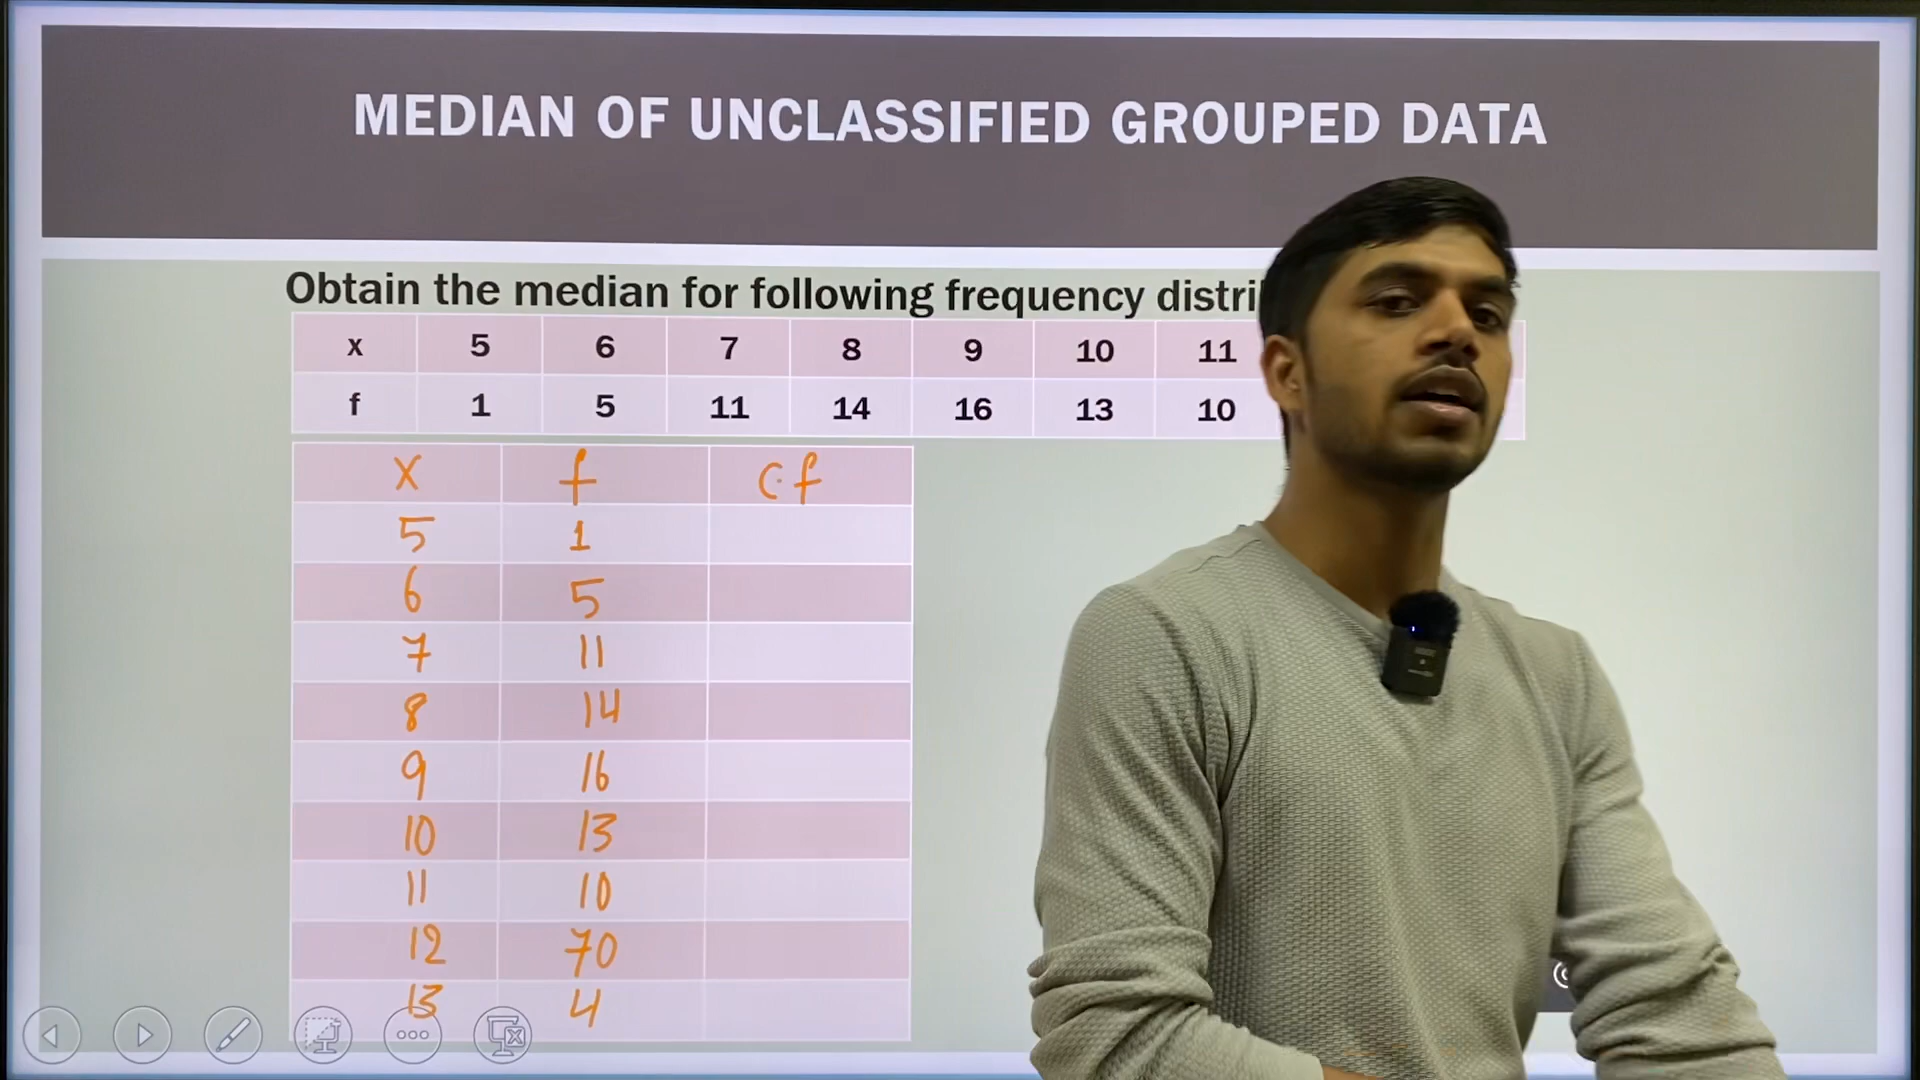 MEDIAN OF UNCLASSIFIED GROUPED DATA
Obtain the median for following frequency
x 5 6 7 8 9 10 11
f 1 5 11 14 16 13 10
x f c.f
5 1
6 5
7 11
8 14
9 16
10 13
11 10
12 70
13 4